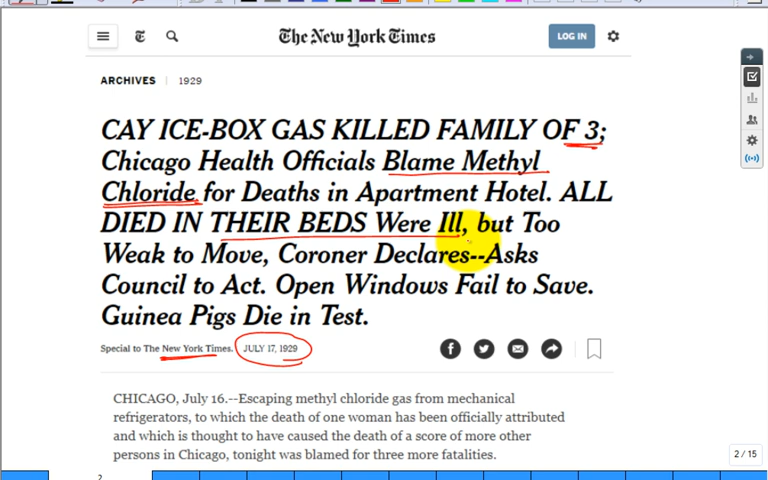 The New York Times
LOG IN
ARCHIVES | 1929
CAY ICE-BOX GAS KILLED FAMILY OF 3;
Chicago Health Officials Blame Methyl
Chloride for Deaths in Apartment Hotel. ALL
DIED IN THEIR BEDS Were Ill, but Too
Weak to Move, Coroner Declares--Asks
Council to Act. Open Windows Fail to Save.
Guinea Pigs Die in Test.
Special to The New York Times. JULY 17, 1929
CHICAGO, July 16.--Escaping methyl chloride gas from mechanical
refrigerators, to which the death of one woman has been officially attributed
and which is thought to have caused the death of a score of more other
persons in Chicago, tonight was blamed for three more fatalities.
2 / 15
2